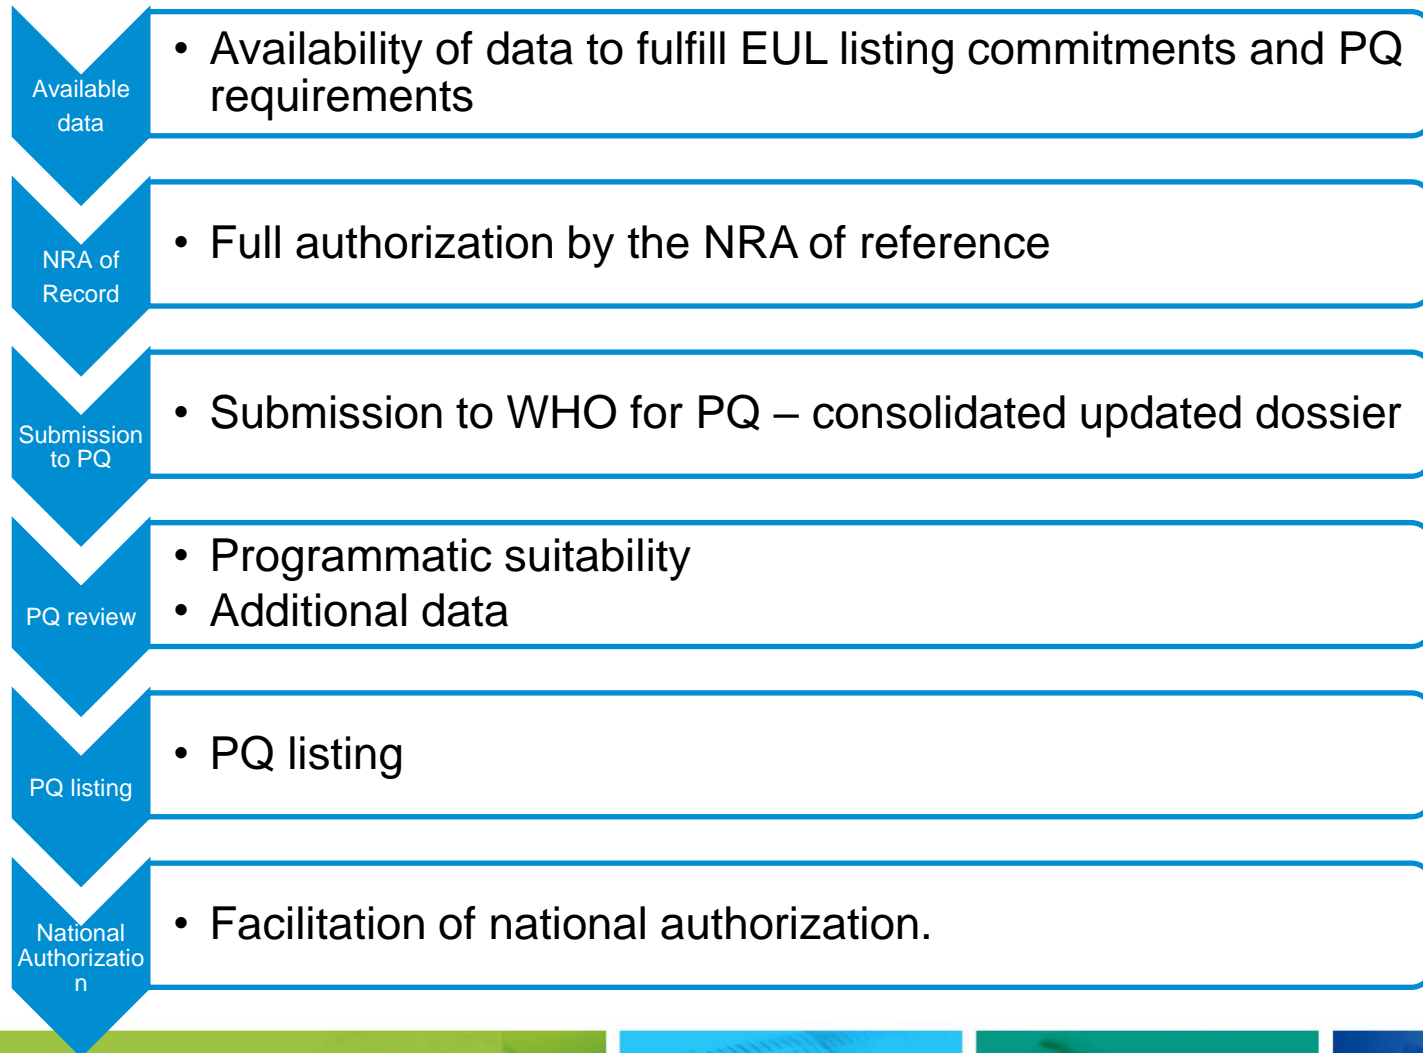 Available
data
• Availability of data to fulfill EUL listing commitments and PQ
requirements
NRA of
Record
• Full authorization by the NRA of reference
Submission
to PQ
• Submission to WHO for PQ – consolidated updated dossier
PQ review
• Programmatic suitability
• Additional data
PQ listing
• PQ listing
National
Authorizatio
n
• Facilitation of national authorization.